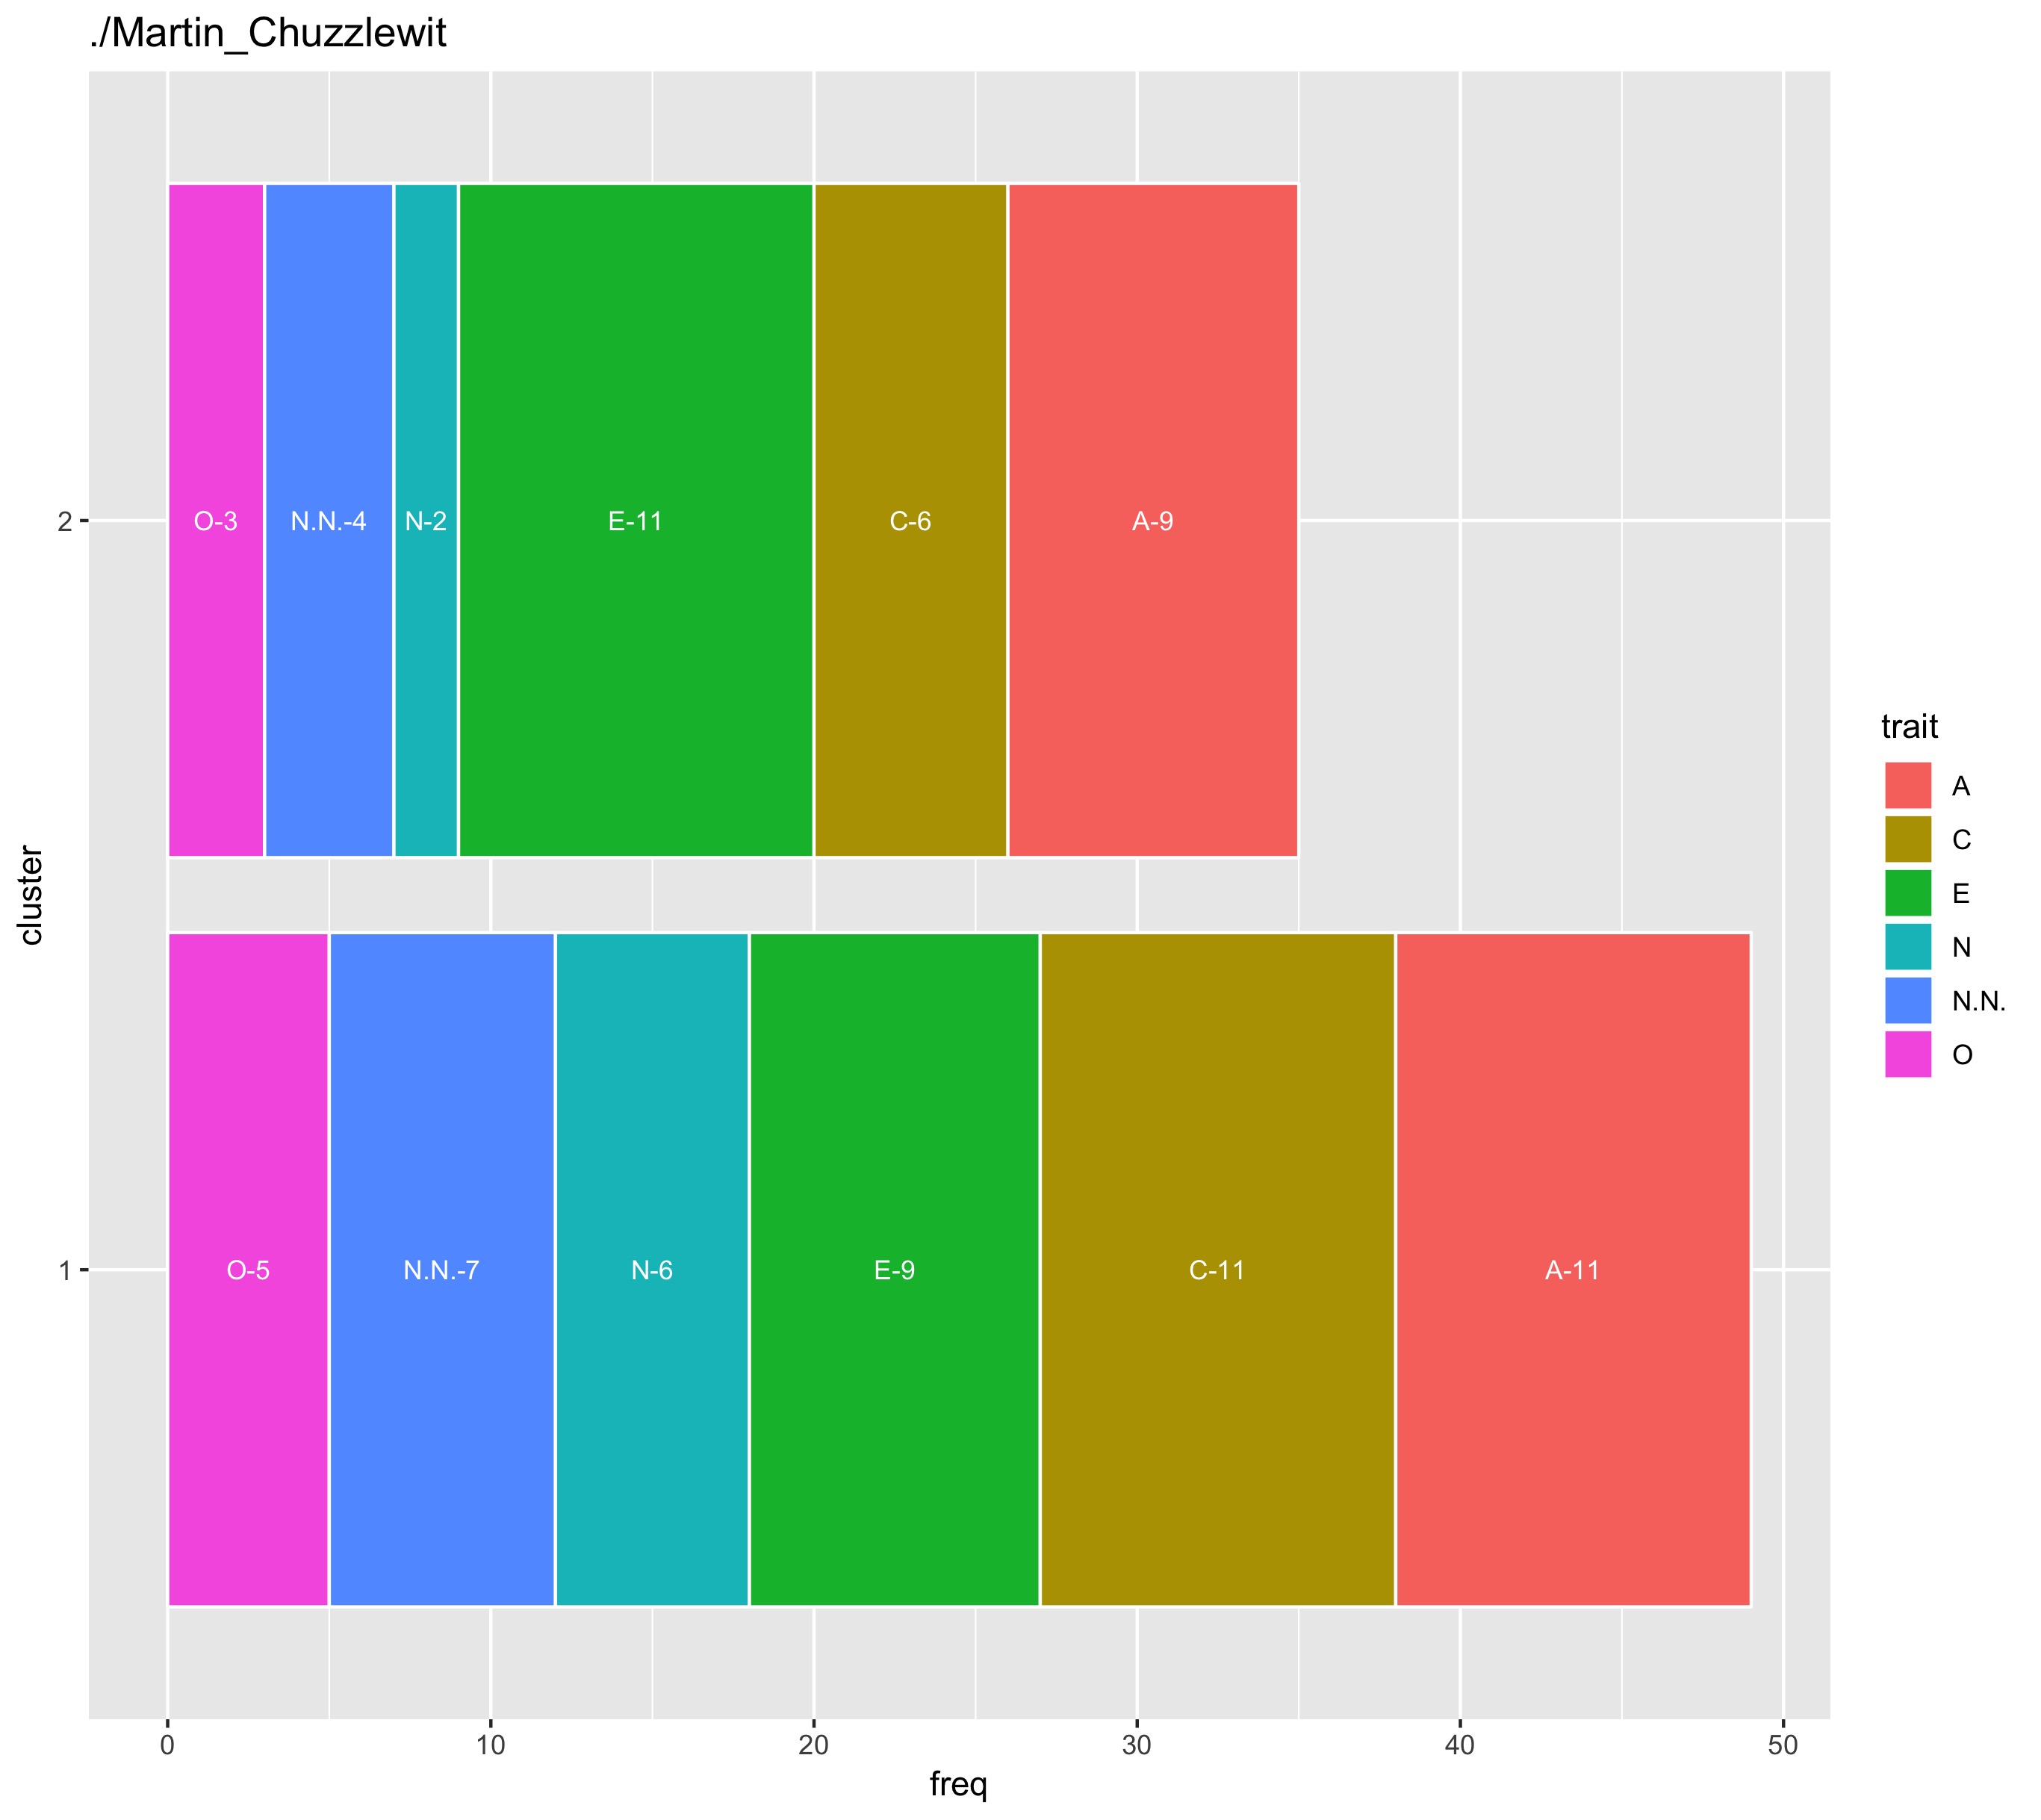 ./Martin_Chuzzlewit
cluster
2
O-3 N.N.-4 N-2 E-11 C-6 A-9
1
O-5 N.N.-7 N-6 E-9 C-11 A-11
0 10 20 30 40 50
freq
trait
A
C
E
N
N.N.
O